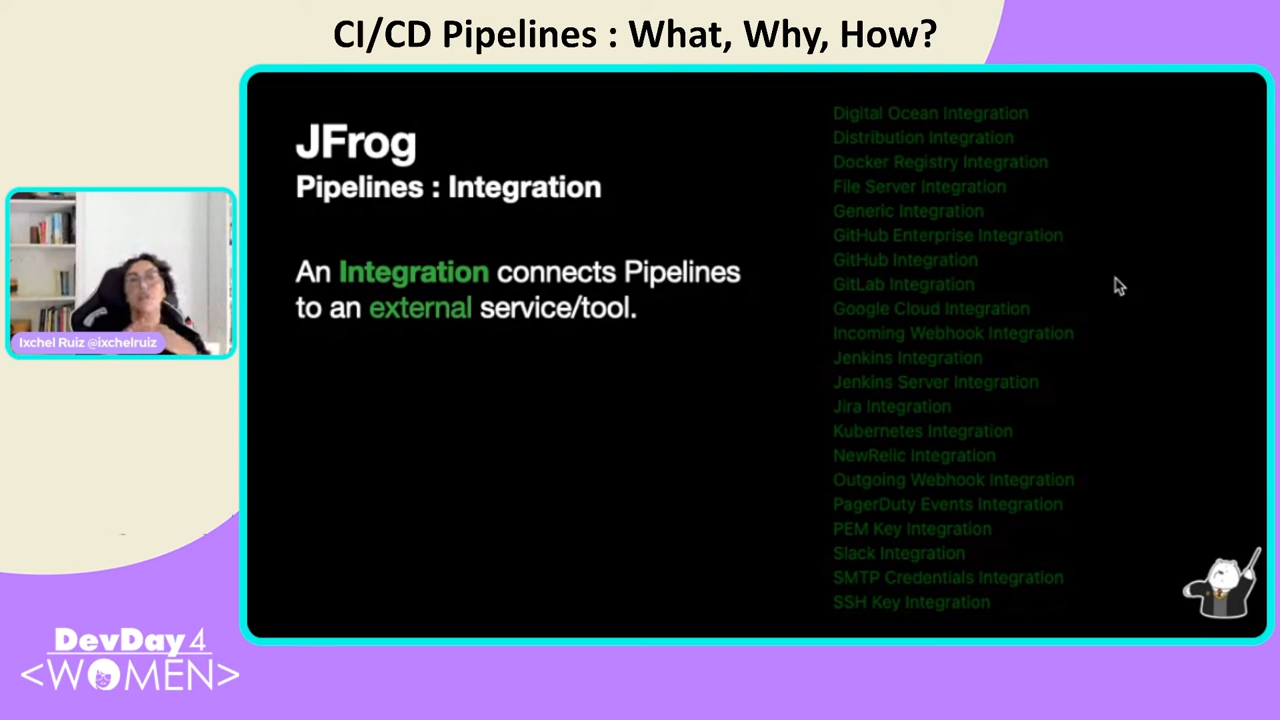 CI/CD Pipelines : What, Why, How?
JFrog
Pipelines : Integration
An Integration connects Pipelines
to an external service/tool.
Digital Ocean Integration
Distribution Integration
Docker Registry Integration
File Server Integration
Generic Integration
GitHub Enterprise Integration
GitHub Integration
GitLab Integration
Google Cloud Integration
Incoming Webhook Integration
Jenkins Integration
Jenkins Server Integration
Jira Integration
Kubernetes Integration
NewRelic Integration
Outgoing Webhook Integration
PagerDuty Events Integration
PEM Key Integration
Slack Integration
SMTP Credentials Integration
SSH Key Integration
Ixchel Ruiz @ixchelruiz
DevDay 4
<WOMEN>